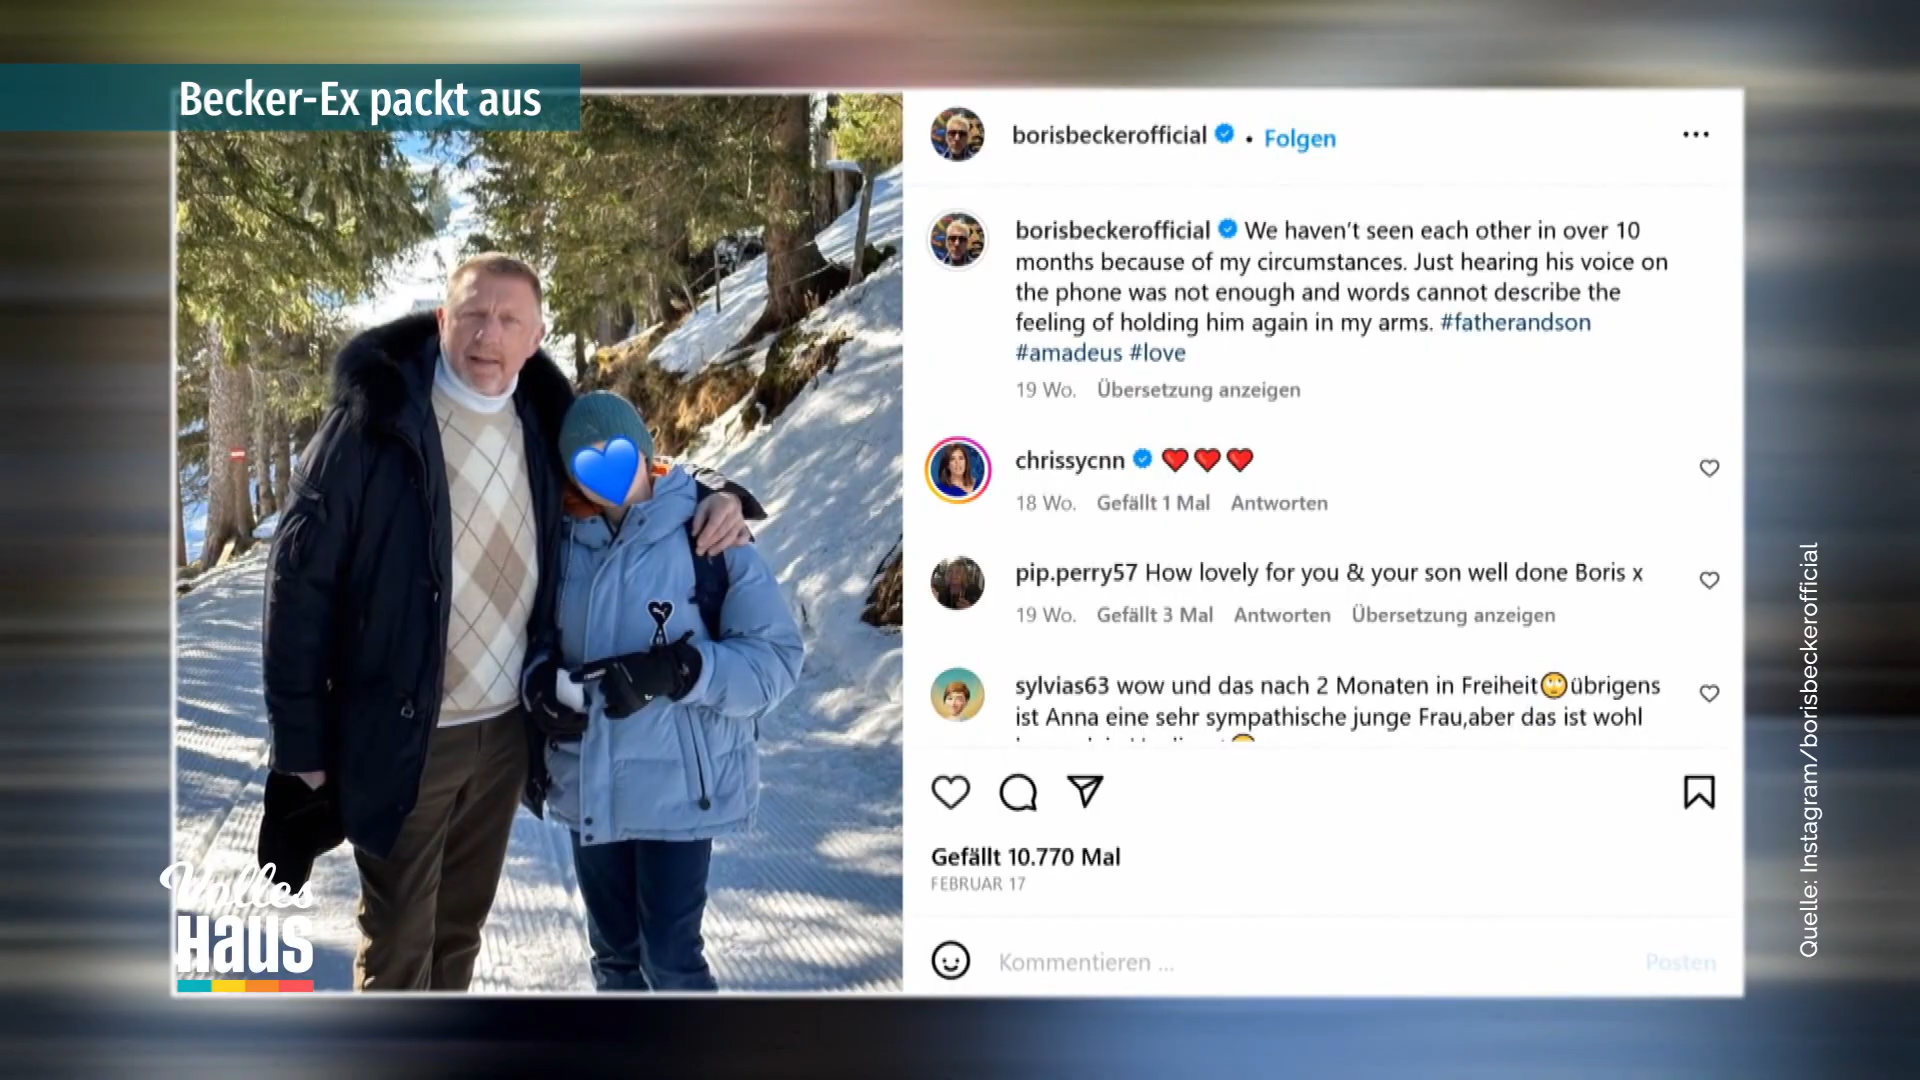 Becker-Ex packt aus
borisbeckerofficial • Folgen
borisbeckerofficial We haven't seen each other in over 10
months because of my circumstances. Just hearing his voice on
the phone was not enough and words cannot describe the
feeling of holding him again in my arms. #fatherandson
#amadeus #love
19 Wo. Übersetzung anzeigen
chrissycnn ❤️❤️❤️
18 Wo. Gefällt 1 Mal Antworten
pip.perry57 How lovely for you & your son well done Boris x
19 Wo. Gefällt 3 Mal Antworten Übersetzung anzeigen
sylvias63 wow und das nach 2 Monaten in Freiheit🙄übrigens
ist Anna eine sehr sympathische junge Frau,aber das ist wohl
Gefällt 10.770 Mal
FEBRUAR 17
Kommentieren ...
Posten
Volles
Haus
Quelle: Instagram/borisbeckerofficial